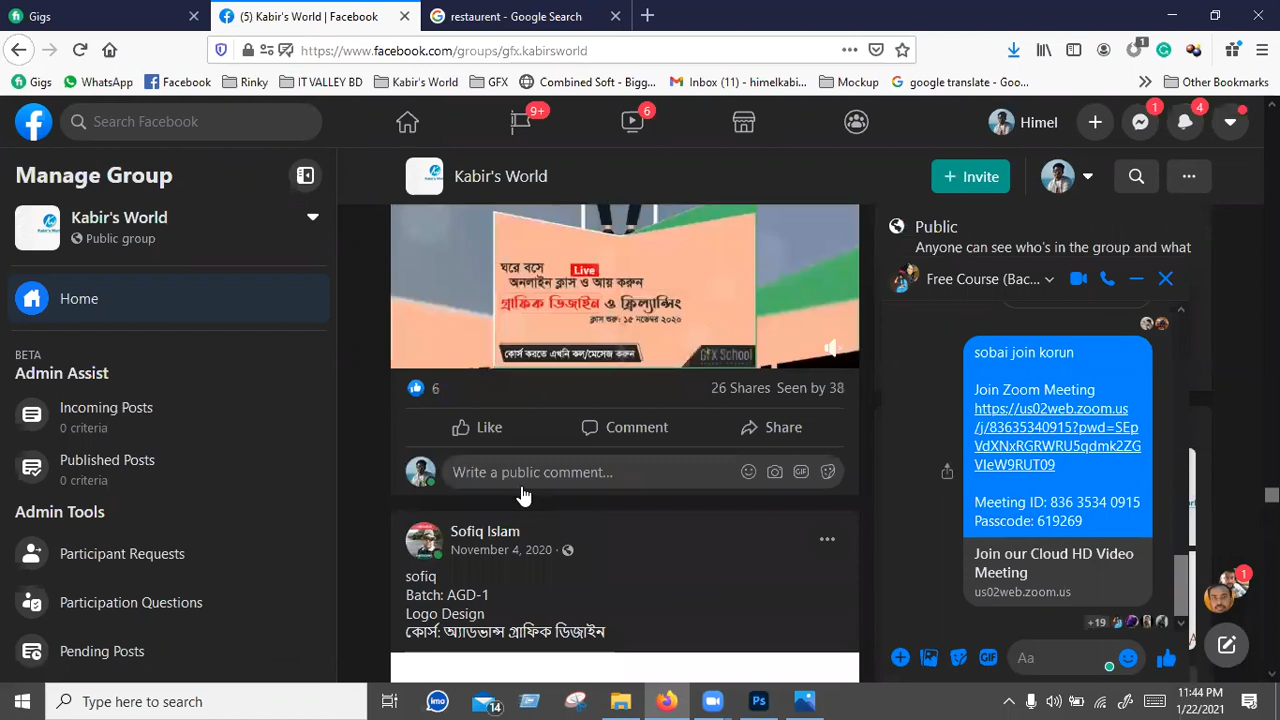 Gigs
(5) Kabir's World | Facebook
restaurent - Google Search
https://www.facebook.com/groups/gfx.kabirsworld
1
Gigs
WhatsApp
Facebook
Rinky
IT VALLEY BD
Kabir's World
GFX
Combined Soft - Bigg...
Inbox (11) - himelkabi...
Mockup
google translate - Goo...
Other Bookmarks
Search Facebook
9+
6
Himel
1
4
Manage Group
Kabir's World
Public group
Home
BETA
Admin Assist
Incoming Posts
0 criteria
Published Posts
0 criteria
Admin Tools
Participant Requests
Participation Questions
Pending Posts
Kabir's World
+ Invite
ঘরে বসে Live
অনলাইন ক্লাস ও আয় করুন
গ্রাফিক ডিজাইন ও ফ্রিল্যান্সিং
ক্লাস শুরু: ১৫ নভেম্বর ২০২০
কোর্স করতে এখনি কল/মেসেজ করুন
GFX School
6
26 Shares Seen by 38
Like
Comment
Share
Write a public comment...
GIF
Sofiq Islam
November 4, 2020
sofiq
Batch: AGD-1
Logo Design
কোর্স: অ্যাডভান্স গ্রাফিক ডিজাইন
Public
Anyone can see who's in the group and what
Free Course (Bac...
sobai join korun
Join Zoom Meeting
https://us02web.zoom.us
/j/83635340915?pwd=SEp
VdXNxRGRWRU5qdmk2ZG
VIeW9RUT09
Meeting ID: 836 3534 0915
Passcode: 619269
Join our Cloud HD Video
Meeting
us02web.zoom.us
+19
1
GIF
Aa
Type here to search
imo
14
Ps
11:44 PM
1/22/2021